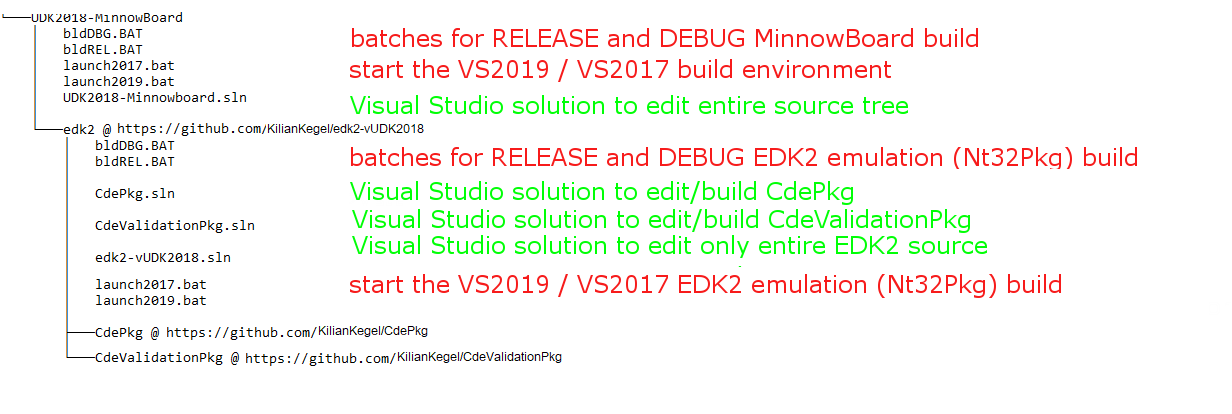 UDK2018-MinnowBoard
bldDBG.BAT
bldREL.BAT
batches for RELEASE and DEBUG MinnowBoard build
launch2017.bat
launch2019.bat
start the VS2019 / VS2017 build environment
UDK2018-Minnowboard.sln
Visual Studio solution to edit entire source tree
edk2 @ https://github.com/KilianKegel/edk2-vUDK2018
bldDBG.BAT
bldREL.BAT
batches for RELEASE and DEBUG EDK2 emulation (Nt32Pkg) build
CdePkg.sln
Visual Studio solution to edit/build CdePkg
CdeValidationPkg.sln
Visual Studio solution to edit/build CdeValidationPkg
edk2-vUDK2018.sln
Visual Studio solution to edit only entire EDK2 source
launch2017.bat
launch2019.bat
start the VS2019 / VS2017 EDK2 emulation (Nt32Pkg) build
CdePkg @ https://github.com/KilianKegel/CdePkg
CdeValidationPkg @ https://github.com/KilianKegel/CdeValidationPkg